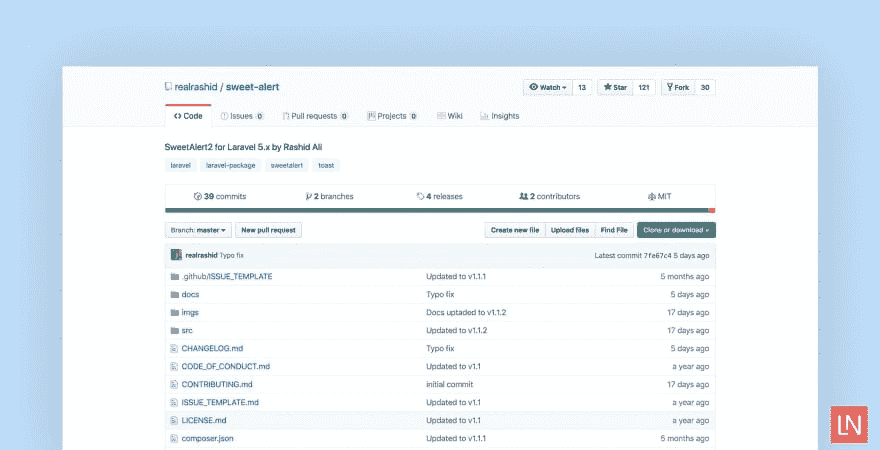 realrashid / sweet-alert
Watch 13 Star 121 Fork 30
Code Issues 0 Pull requests 0 Projects 0 Wiki Insights
SweetAlert2 for Laravel 5.x by Rashid Ali
laravel laravel-package sweetalert toast
39 commits 2 branches 4 releases 2 contributors MIT
Branch: master New pull request Create new file Upload files Find File Clone or download
realrashid Typo fix Latest commit 7fe67c4 5 days ago
.github/ISSUE_TEMPLATE Updated to v1.1.1 5 months ago
docs Typo fix 5 days ago
imgs Docs uptaded to v1.1.2 17 days ago
src Updated to v1.1.2 17 days ago
CHANGELOG.md Typo fix 5 days ago
CODE_OF_CONDUCT.md Updated to v1.1 a year ago
CONTRIBUTING.md initial commit 17 days ago
ISSUE_TEMPLATE.md Updated to v1.1 a year ago
LICENSE.md Updated to v1.1 a year ago
composer.json Updated to v1.1.1 5 months ago
LN